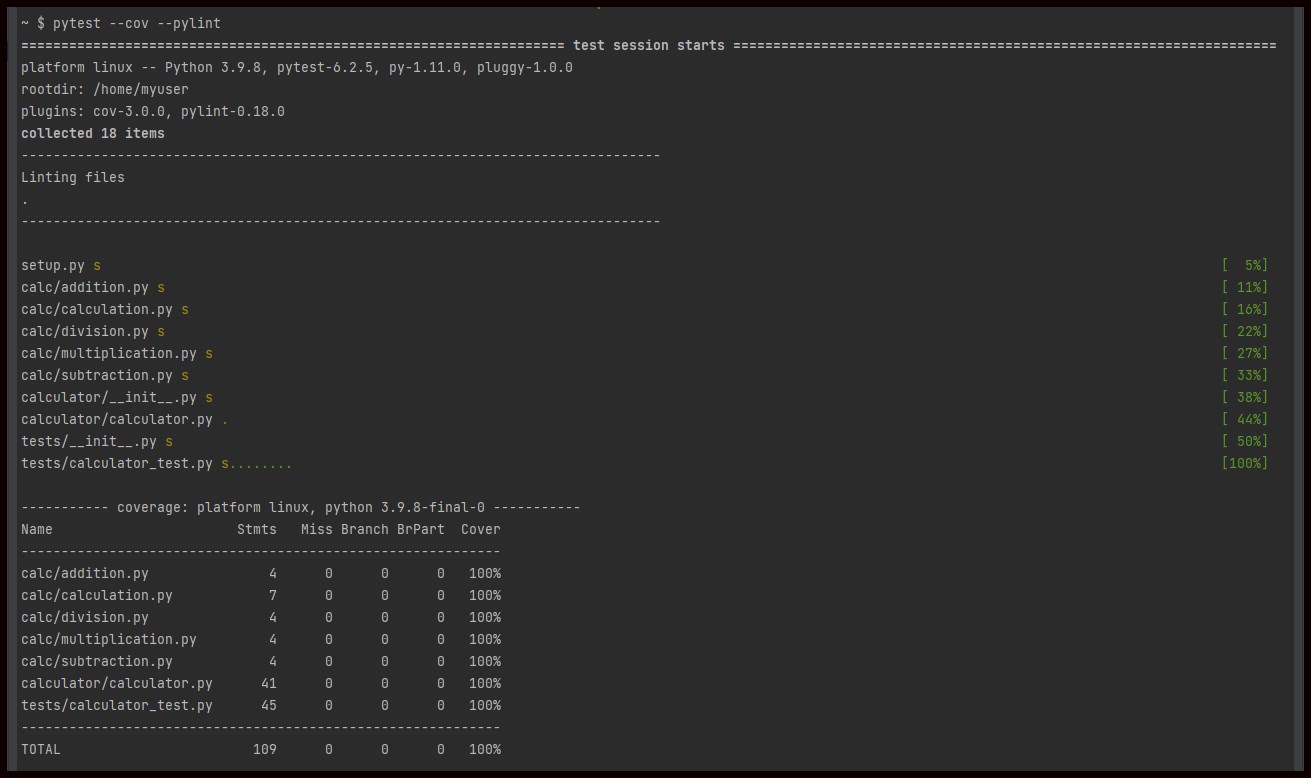 ~ $ pytest --cov --pylint
==================================================================== test session starts ====================================================================
platform linux -- Python 3.9.8, pytest-6.2.5, py-1.11.0, pluggy-1.0.0
rootdir: /home/myuser
plugins: cov-3.0.0, pylint-0.18.0
collected 18 items
--------------------------------------------------------------------------------
Linting files
.
--------------------------------------------------------------------------------
setup.py s [  5%]
calc/addition.py s [ 11%]
calc/calculation.py s [ 16%]
calc/division.py s [ 22%]
calc/multiplication.py s [ 27%]
calc/subtraction.py s [ 33%]
calculator/__init__.py s [ 38%]
calculator/calculator.py . [ 44%]
tests/__init__.py s [ 50%]
tests/calculator_test.py s........ [100%]
----------- coverage: platform linux, python 3.9.8-final-0 -----------
Name                       Stmts   Miss Branch BrPart  Cover
------------------------------------------------------------
calc/addition.py               4      0      0      0   100%
calc/calculation.py            7      0      0      0   100%
calc/division.py               4      0      0      0   100%
calc/multiplication.py         4      0      0      0   100%
calc/subtraction.py            4      0      0      0   100%
calculator/calculator.py      41      0      0      0   100%
tests/calculator_test.py      45      0      0      0   100%
------------------------------------------------------------
TOTAL                        109      0      0      0   100%